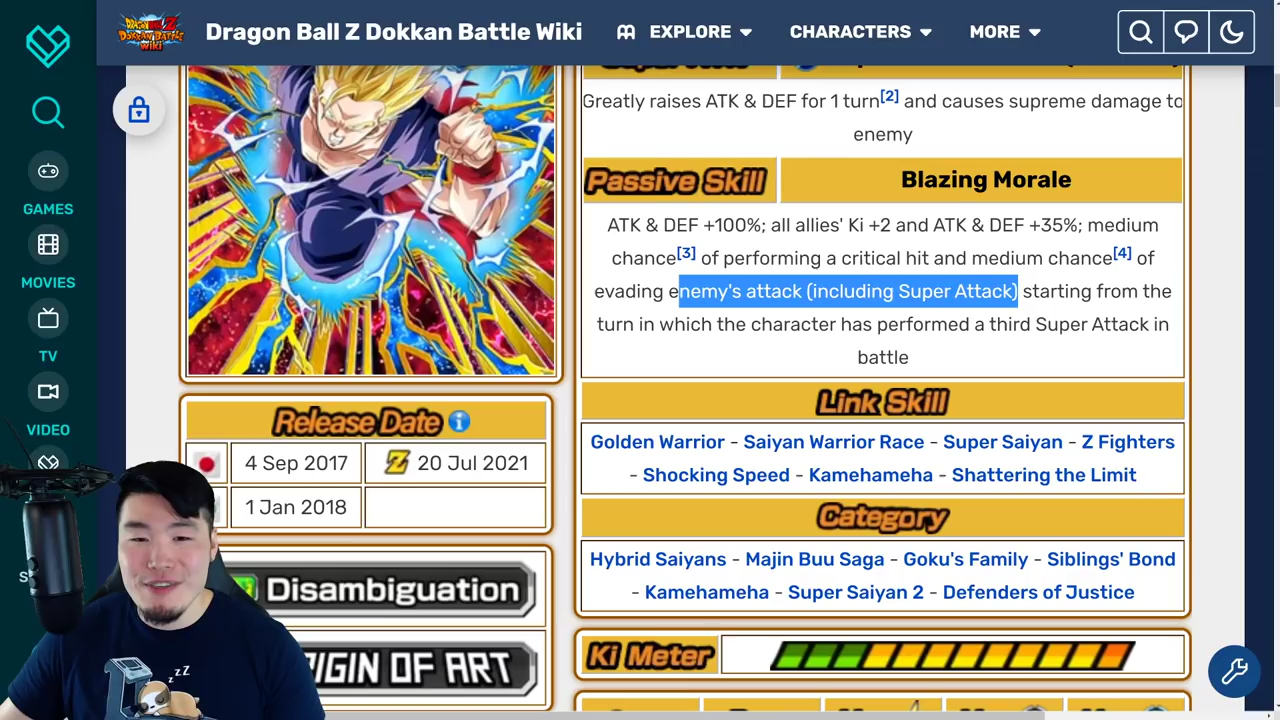 Dragon Ball Z Dokkan Battle Wiki
EXPLORE
CHARACTERS
MORE
GAMES
MOVIES
TV
VIDEO
Greatly raises ATK & DEF for 1 turn[2] and causes supreme damage to
enemy
Passive Skill
Blazing Morale
ATK & DEF +100%; all allies' Ki +2 and ATK & DEF +35%; medium
chance[3] of performing a critical hit and medium chance[4] of
evading enemy's attack (including Super Attack) starting from the
turn in which the character has performed a third Super Attack in
battle
Link Skill
Golden Warrior - Saiyan Warrior Race - Super Saiyan - Z Fighters
- Shocking Speed - Kamehameha - Shattering the Limit
Category
Hybrid Saiyans - Majin Buu Saga - Goku's Family - Siblings' Bond
- Kamehameha - Super Saiyan 2 - Defenders of Justice
Ki Meter
Release Date
4 Sep 2017
Z 20 Jul 2021
1 Jan 2018
Disambiguation
RIGIN OF ART
z z Z